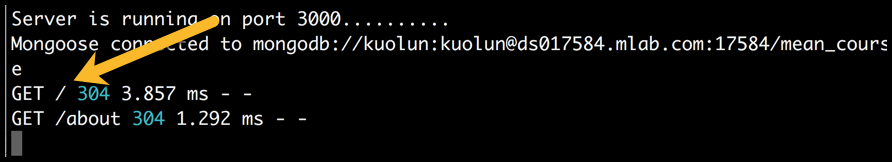 Server is running on port 3000..........
Mongoose connected to mongodb://kuolun:kuolun@ds017584.mlab.com:17584/mean_cours
e
GET / 304 3.857 ms - -
GET /about 304 1.292 ms - -